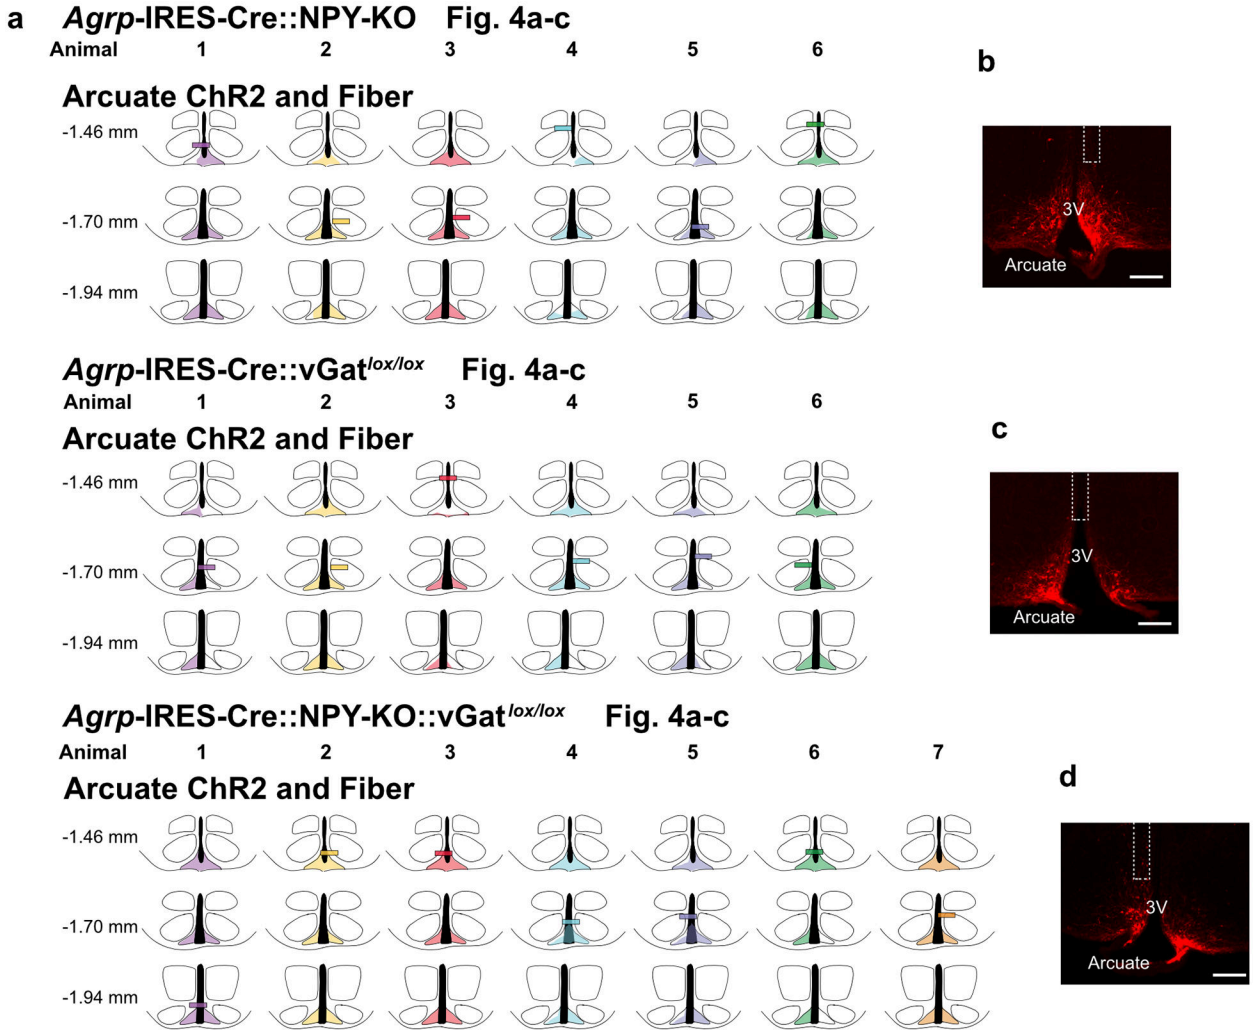 a Agrp-IRES-Cre::NPY-KO Fig. 4a-c
Animal 1 2 3 4 5 6
Arcuate ChR2 and Fiber
-1.46 mm
-1.70 mm
-1.94 mm
b
3V
Arcuate
Agrp-IRES-Cre::vGat^lox/lox Fig. 4a-c
Animal 1 2 3 4 5 6
Arcuate ChR2 and Fiber
-1.46 mm
-1.70 mm
-1.94 mm
c
3V
Arcuate
Agrp-IRES-Cre::NPY-KO::vGat^lox/lox Fig. 4a-c
Animal 1 2 3 4 5 6 7
Arcuate ChR2 and Fiber
-1.46 mm
-1.70 mm
-1.94 mm
d
3V
Arcuate